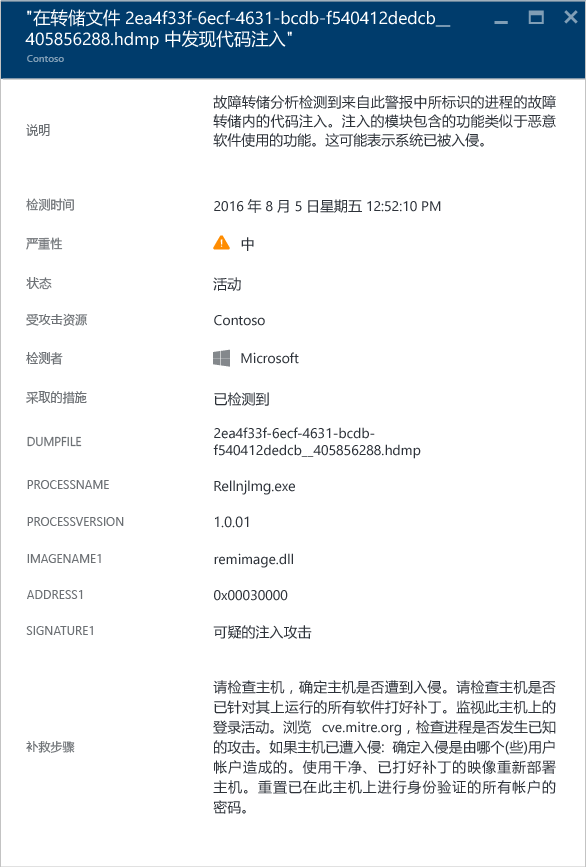 "在转储文件 2ea4f33f-6ecf-4631-bcdb-f540412dedcb__
405856288.hdmp 中发现代码注入"
Contoso
说明
故障转储分析检测到来自此警报中所标识的进程的故障
转储内的代码注入。注入的模块包含的功能类似于恶意
软件使用的功能。这可能表示系统已被入侵。
检测时间
2016 年 8 月 5 日星期五 12:52:10 PM
严重性
中
状态
活动
受攻击资源
Contoso
检测者
Microsoft
采取的措施
已检测到
DUMPFILE
2ea4f33f-6ecf-4631-bcdb-
f540412dedcb__405856288.hdmp
PROCESSNAME
RellnjImg.exe
PROCESSVERSION
1.0.01
IMAGENAME1
remimage.dll
ADDRESS1
0x00030000
SIGNATURE1
可疑的注入攻击
补救步骤
请检查主机，确定主机是否遭到入侵。请检查主机是否
已针对其上运行的所有软件打好补丁。监视此主机上的
登录活动。浏览 cve.mitre.org，检查进程是否发生已知
的攻击。如果主机已遭入侵: 确定入侵是由哪个(些)用户
帐户造成的。使用干净、已打好补丁的映像重新部署
主机。重置已在此主机上进行身份验证的所有帐户的
密码。